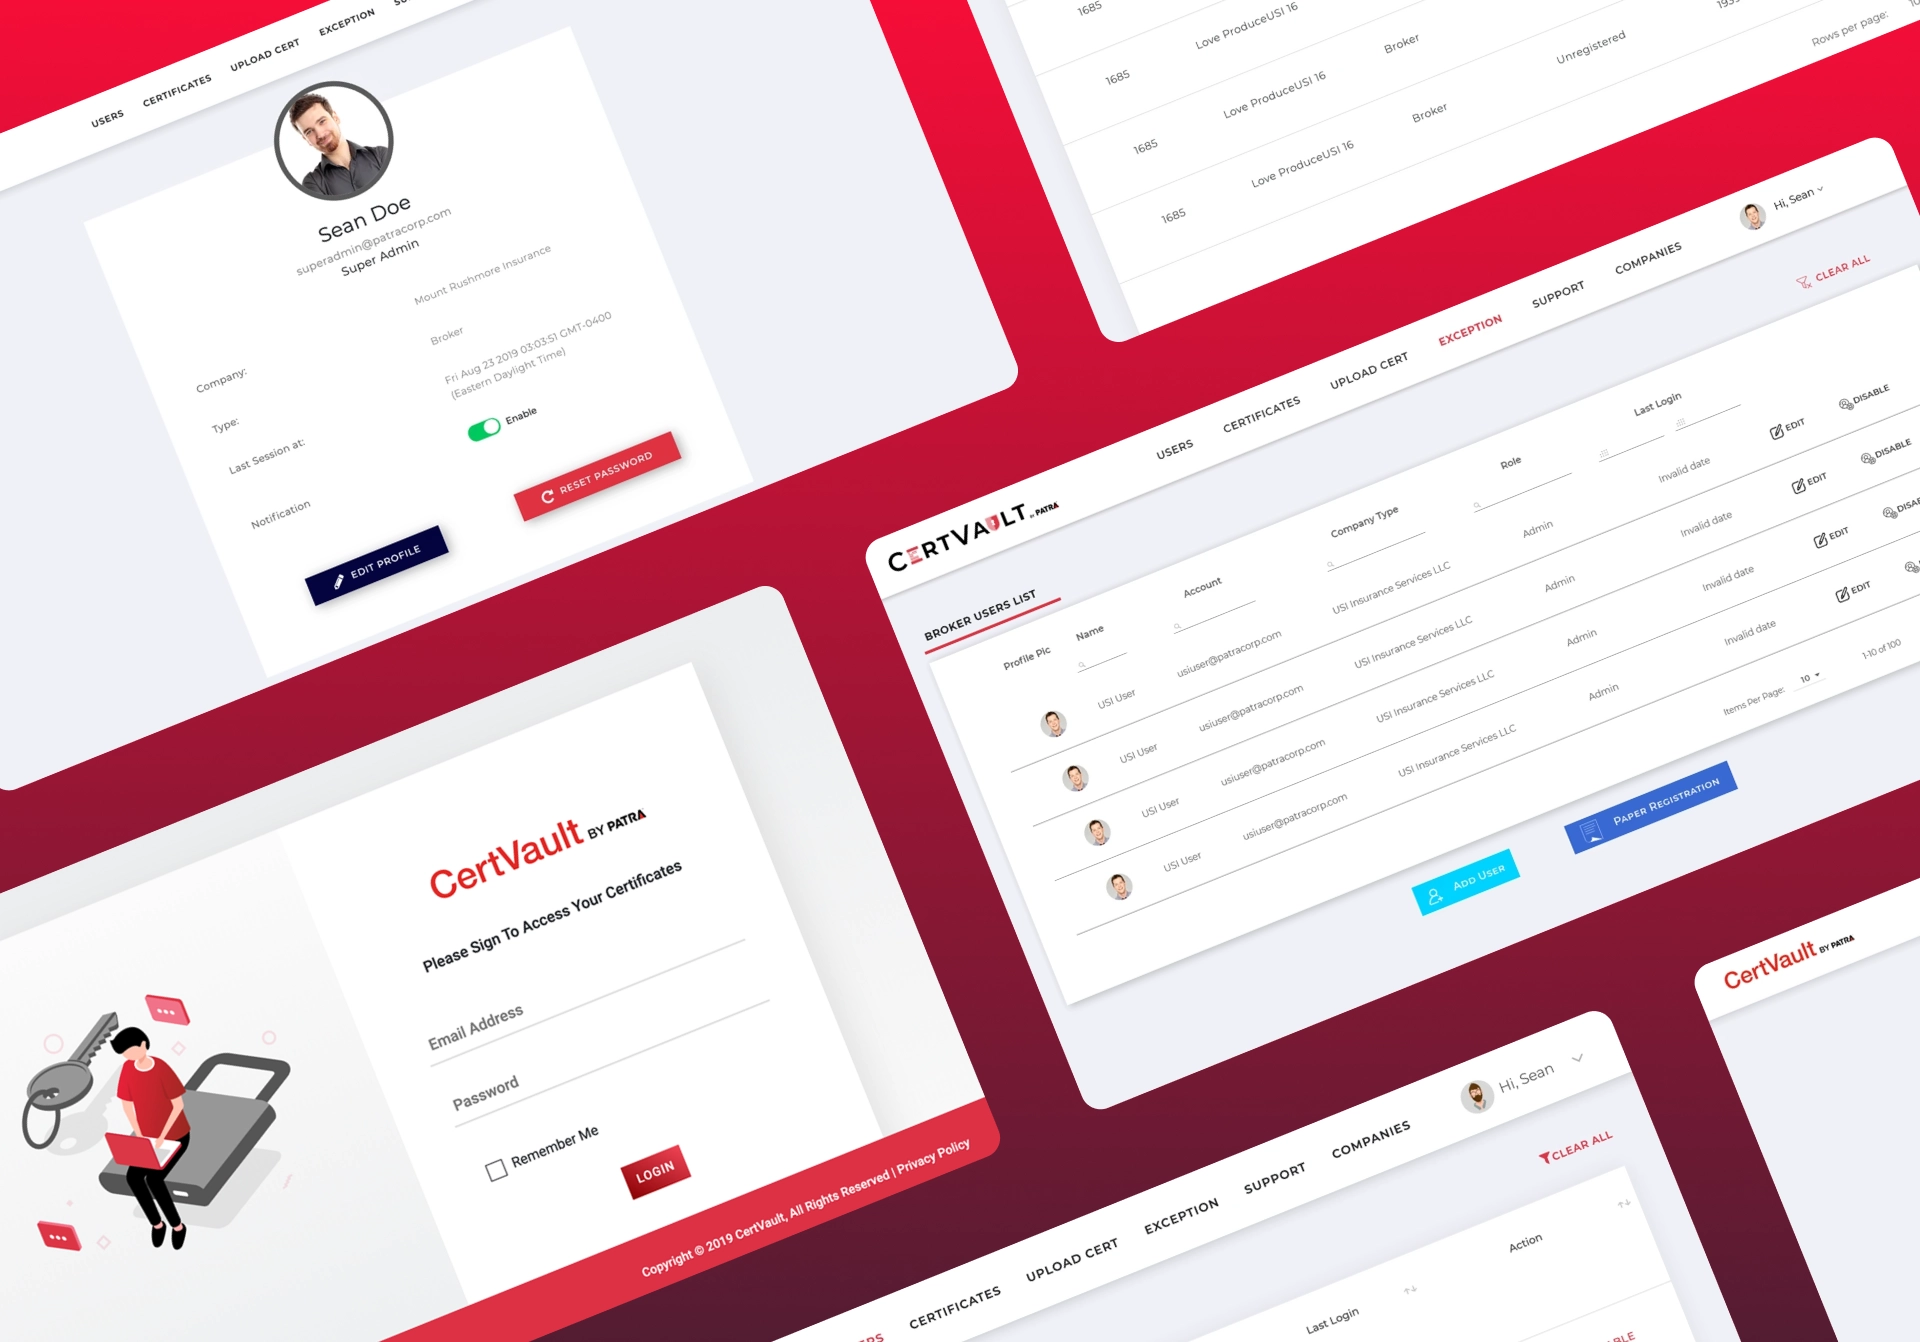 USERS CERTIFICATES UPLOAD CERT EXCEPTION
Sean Doe
superadmin@patracorp.com
Super Admin
Company: Mount Rushmore Insurance
Type: Broker
Last Session at: Fri Aug 23 2019 03:03:51 GMT-0400
(Eastern Daylight Time)
Notification Enable
EDIT PROFILE RESET PASSWORD
1685 Love ProduceUSI 16
1685 Love ProduceUSI 16 Broker
1685 Love ProduceUSI 16 Broker Unregistered
1685
Rows per page:
CERTVAULT by PATRA
USERS CERTIFICATES UPLOAD CERT EXCEPTION SUPPORT COMPANIES Hi, Sean
BROKER USERS LIST CLEAR ALL
Profile Pic Name Account Company Type Role Last Login
USI User usiuser@patracorp.com USI Insurance Services LLC Admin Invalid date EDIT DISABLE
USI User usiuser@patracorp.com USI Insurance Services LLC Admin Invalid date EDIT DISABLE
USI User usiuser@patracorp.com USI Insurance Services LLC Admin Invalid date EDIT DISA
USI User usiuser@patracorp.com USI Insurance Services LLC Admin Invalid date EDIT
Items Per Page: 10 1-10 of 100
Add User Paper Registration
CertVault BY PATRA
Please Sign To Access Your Certificates
Email Address
Password
Remember Me
LOGIN
Copyright © 2019 CertVault, All Rights Reserved | Privacy Policy
ERS CERTIFICATES UPLOAD CERT EXCEPTION SUPPORT COMPANIES Hi, Sean
CLEAR ALL
Last Login Action
CertVault BY PATRA